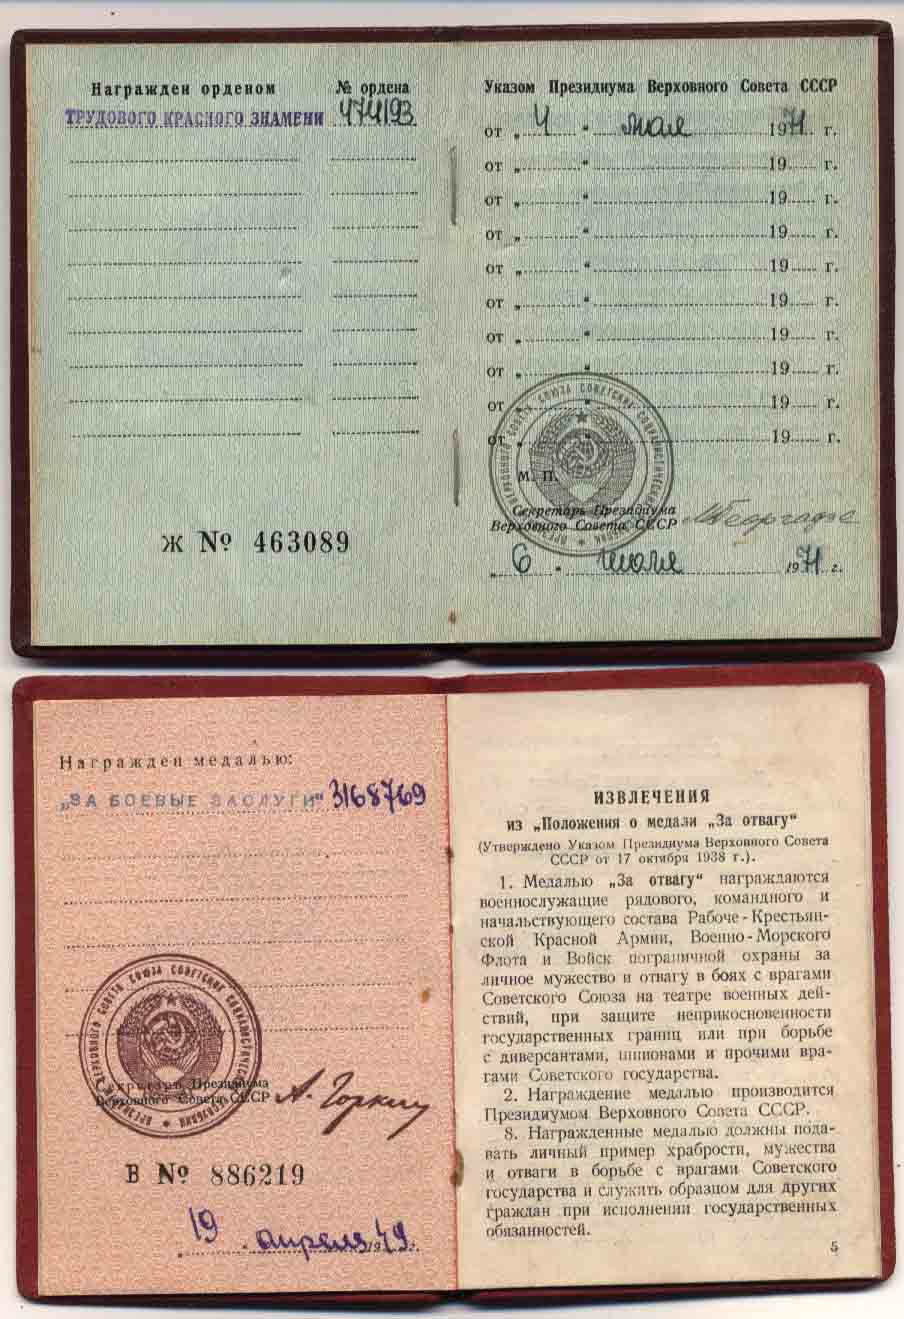 Награжден орденом № ордена
ТРУДОВОГО КРАСНОГО ЗНАМЕНИ 474193
Ж № 463089
Указом Президиума Верховного Совета СССР
от „ 4 “ мая 1971 г.
от „ “ 19 г.
от „ “ 19 г.
от „ “ 19 г.
от „ “ 19 г.
от „ “ 19 г.
от „ “ 19 г.
от „ “ 19 г.
от „ “ 19 г.
от „ “ 19 г.
М. П.
Секретарь Президиума
Верховного Совета СССР
МГеоргадзе
„ 6 “ июля 1971 г.
Награжден медалью:
„ЗА БОЕВЫЕ ЗАСЛУГИ“ 3168769
Секретарь Президиума
Верховного Совета СССР
А. Горкин
В № 886219
„ 19 “ апреля 1949 г.
ИЗВЛЕЧЕНИЯ
из „Положения о медали „За отвагу“
(Утверждено Указом Президиума Верховного Совета
СССР от 17 октября 1938 г.).
1. Медалью „За отвагу“ награждаются
военнослужащие рядового, командного и
начальствующего состава Рабоче-Крестьян-
ской Красной Армии, Военно-Морского
Флота и Войск пограничной охраны за
личное мужество и отвагу в боях с врагами
Советского Союза на театре военных дей-
ствий, при защите неприкосновенности
государственных границ или при борьбе
с диверсантами, шпионами и прочими вра-
гами Советского государства.
2. Награждение медалью производится
Президиумом Верховного Совета СССР.
8. Награжденные медалью должны пода-
вать личный пример храбрости, мужества
и отваги в борьбе с врагами Советского
государства и служить образцом для других
граждан при исполнении государственных
обязанностей.
5